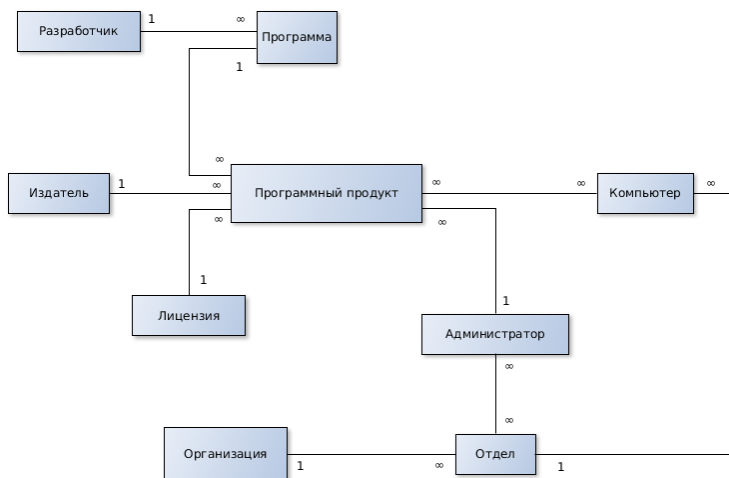 Разработчик
1
∞
Программа
1
∞
Издатель
1
∞
Программный продукт
∞
∞
Компьютер
∞
∞
∞
1
1
Лицензия
Администратор
∞
∞
Организация
1
∞
Отдел
1